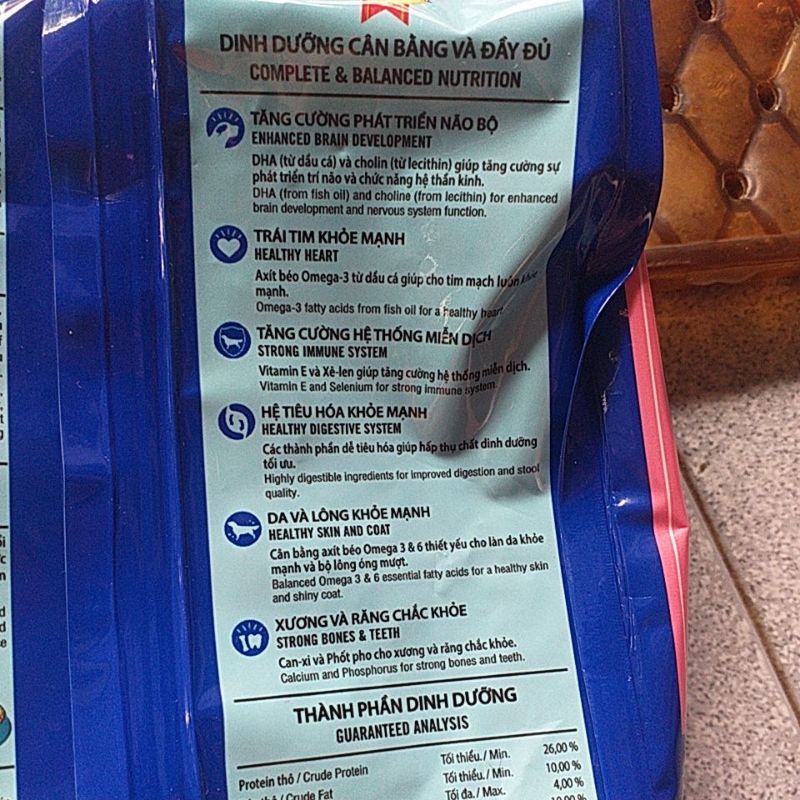 DINH DƯỠNG CÂN BẰNG VÀ ĐẦY ĐỦ
COMPLETE & BALANCED NUTRITION
TĂNG CƯỜNG PHÁT TRIỂN NÃO BỘ
ENHANCED BRAIN DEVELOPMENT
DHA (từ dầu cá) và cholin (từ lecithin) giúp tăng cường sự
phát triển trí não và chức năng hệ thần kinh.
DHA (from fish oil) and choline (from lecithin) for enhanced
brain development and nervous system function.
TRÁI TIM KHỎE MẠNH
HEALTHY HEART
Axít béo Omega-3 từ dầu cá giúp cho tim mạch luôn khỏe
mạnh.
Omega-3 fatty acids from fish oil for a healthy heart.
TĂNG CƯỜNG HỆ THỐNG MIỄN DỊCH
STRONG IMMUNE SYSTEM
Vitamin E và Xê-len giúp tăng cường hệ thống miễn dịch.
Vitamin E and Selenium for strong immune system.
HỆ TIÊU HÓA KHỎE MẠNH
HEALTHY DIGESTIVE SYSTEM
Các thành phần dễ tiêu hóa giúp hấp thụ chất dinh dưỡng
tối ưu.
Highly digestible ingredients for improved digestion and stool
quality.
DA VÀ LÔNG KHỎE MẠNH
HEALTHY SKIN AND COAT
Cân bằng axít béo Omega 3 & 6 thiết yếu cho làn da khỏe
mạnh và bộ lông óng mượt.
Balanced Omega 3 & 6 essential fatty acids for a healthy skin
and shiny coat.
XƯƠNG VÀ RĂNG CHẮC KHỎE
STRONG BONES & TEETH
Can-xi và Phốt pho cho xương và răng chắc khỏe.
Calcium and Phosphorus for strong bones and teeth.
THÀNH PHẦN DINH DƯỠNG
GUARANTEED ANALYSIS
Protein thô / Crude Protein Tối thiểu. / Min. 26,00 %
thô / Crude Fat Tối thiểu. / Min. 10,00 %
Tối đa. / Max. 4,00 %